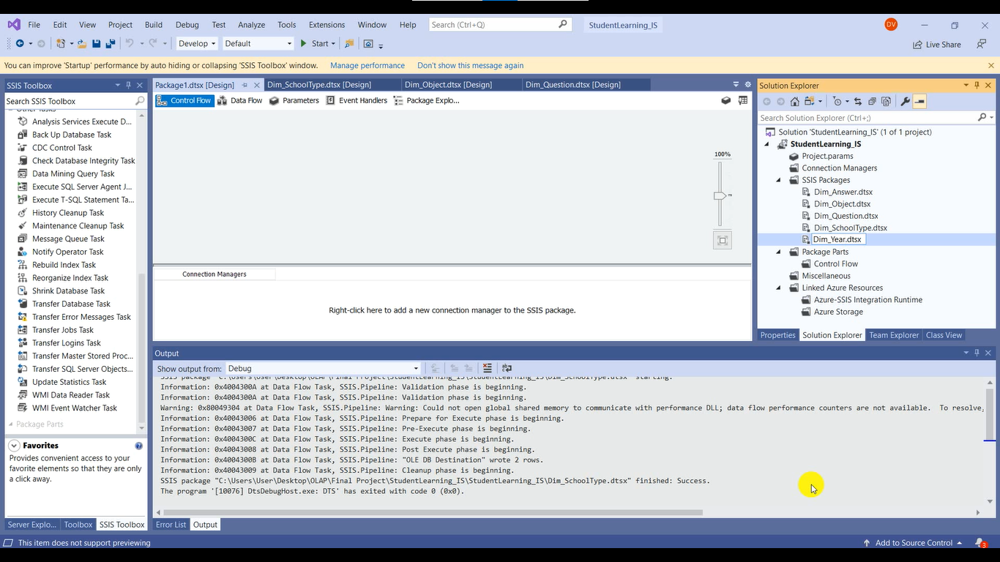 File Edit View Project Build Debug Test Analyze Tools Extensions Window Help Search (Ctrl+Q) StudentLearning_IS DV
Develop Default Start Live Share
You can improve 'Startup' performance by auto hiding or collapsing 'SSIS Toolbox' window. Manage performance Don't show this message again
SSIS Toolbox
Search SSIS Toolbox
Analysis Services Execute D...
Back Up Database Task
CDC Control Task
Check Database Integrity Task
Data Mining Query Task
Execute SQL Server Agent J...
Execute T-SQL Statement Ta...
History Cleanup Task
Maintenance Cleanup Task
Message Queue Task
Notify Operator Task
Rebuild Index Task
Reorganize Index Task
Shrink Database Task
Transfer Database Task
Transfer Error Messages Task
Transfer Jobs Task
Transfer Logins Task
Transfer Master Stored Proc...
Transfer SQL Server Objects...
Update Statistics Task
WMI Data Reader Task
WMI Event Watcher Task
Package Parts
Favorites
Provides convenient access to your
favorite elements so that they are only
a click away.
Server Explo... Toolbox SSIS Toolbox
Package1.dtsx [Design] Dim_SchoolType.dtsx [Design] Dim_Object.dtsx [Design] Dim_Question.dtsx [Design]
Control Flow Data Flow Parameters Event Handlers Package Explo...
100%
Connection Managers
Right-click here to add a new connection manager to the SSIS package.
Output
Show output from: Debug
SSIS package "C:\Users\User\Desktop\OLAP\Final Project\StudentLearning_IS\StudentLearning_IS\Dim_SchoolType.dtsx" starting.
Information: 0x4004300A at Data Flow Task, SSIS.Pipeline: Validation phase is beginning.
Information: 0x4004300A at Data Flow Task, SSIS.Pipeline: Validation phase is beginning.
Warning: 0x80049304 at Data Flow Task, SSIS.Pipeline: Warning: Could not open global shared memory to communicate with performance DLL; data flow performance counters are not available.  To resolve,
Information: 0x40043006 at Data Flow Task, SSIS.Pipeline: Prepare for Execute phase is beginning.
Information: 0x40043007 at Data Flow Task, SSIS.Pipeline: Pre-Execute phase is beginning.
Information: 0x4004300C at Data Flow Task, SSIS.Pipeline: Execute phase is beginning.
Information: 0x40043008 at Data Flow Task, SSIS.Pipeline: Post Execute phase is beginning.
Information: 0x4004300B at Data Flow Task, SSIS.Pipeline: "OLE DB Destination" wrote 2 rows.
Information: 0x40043009 at Data Flow Task, SSIS.Pipeline: Cleanup phase is beginning.
SSIS package "C:\Users\User\Desktop\OLAP\Final Project\StudentLearning_IS\StudentLearning_IS\Dim_SchoolType.dtsx" finished: Success.
The program '[10076] DtsDebugHost.exe: DTS' has exited with code 0 (0x0).
Error List Output
Solution Explorer
Search Solution Explorer (Ctrl+;)
Solution 'StudentLearning_IS' (1 of 1 project)
StudentLearning_IS
Project.params
Connection Managers
SSIS Packages
Dim_Answer.dtsx
Dim_Object.dtsx
Dim_Question.dtsx
Dim_SchoolType.dtsx
Dim_Year.dtsx
Package Parts
Control Flow
Miscellaneous
Linked Azure Resources
Azure-SSIS Integration Runtime
Azure Storage
Properties Solution Explorer Team Explorer Class View
This item does not support previewing Add to Source Control 3